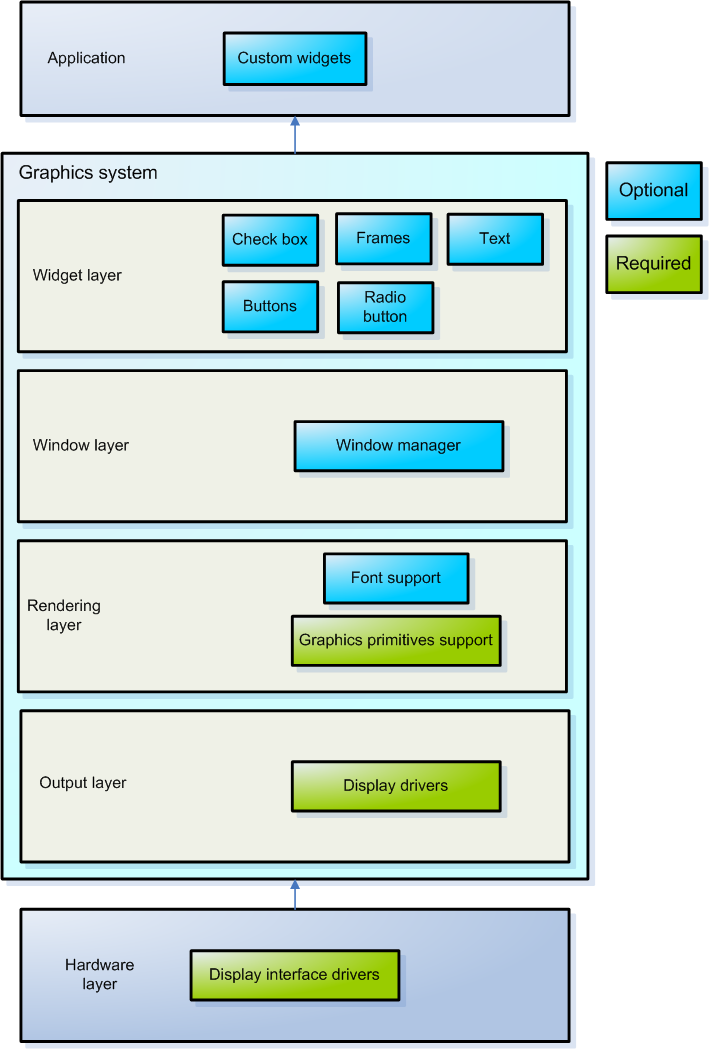 Application
Custom widgets
Graphics system
Optional
Required
Widget layer
Check box
Frames
Text
Buttons
Radio
button
Window layer
Window manager
Rendering
layer
Font support
Graphics primitives support
Output layer
Display drivers
Hardware
layer
Display interface drivers